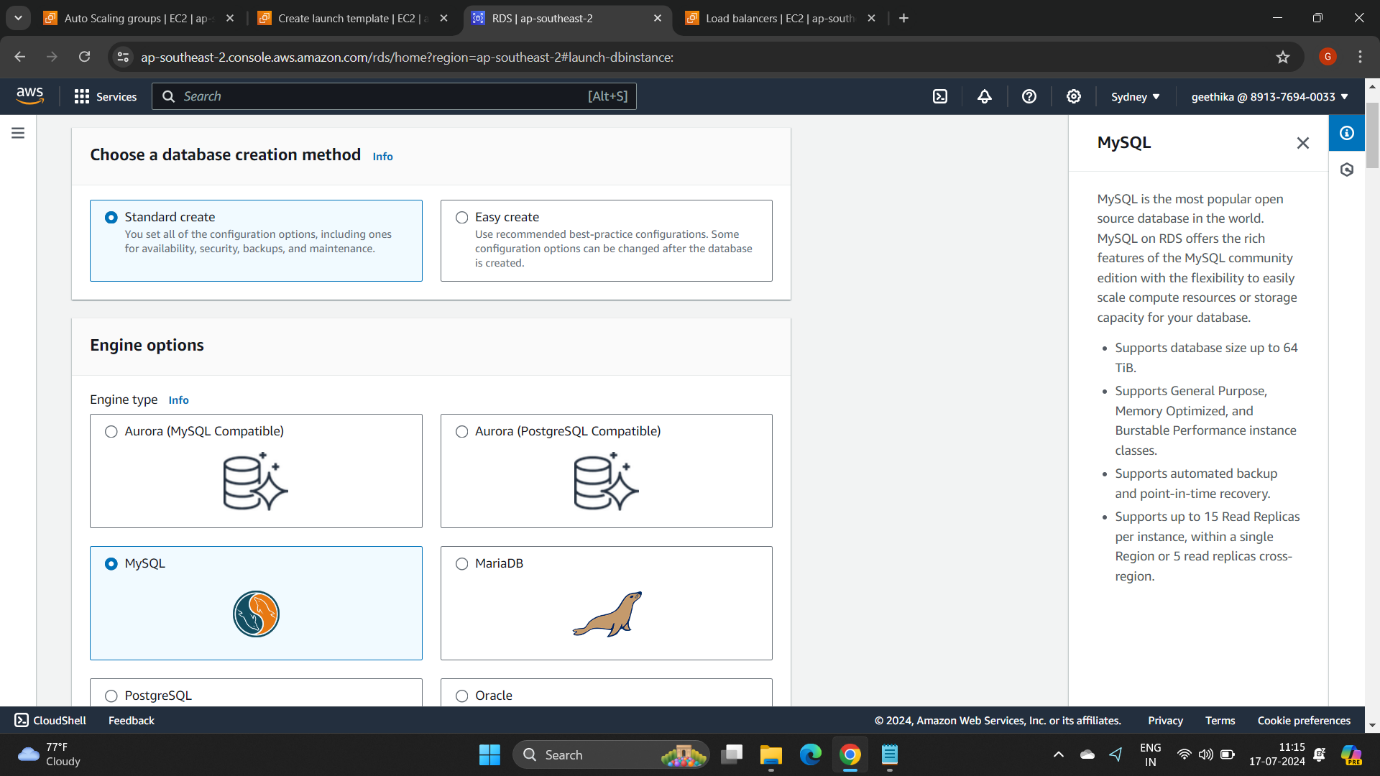 Auto Scaling groups | EC2 | ap-
Create launch template | EC2 | a
RDS | ap-southeast-2
Load balancers | EC2 | ap-south
ap-southeast-2.console.aws.amazon.com/rds/home?region=ap-southeast-2#launch-dbinstance:
G
aws
Services
Search
[Alt+S]
Sydney
geethika @ 8913-7694-0033
Choose a database creation method Info
Standard create
You set all of the configuration options, including ones
for availability, security, backups, and maintenance.
Easy create
Use recommended best-practice configurations. Some
configuration options can be changed after the database
is created.
Engine options
Engine type Info
Aurora (MySQL Compatible)
Aurora (PostgreSQL Compatible)
MySQL
MariaDB
PostgreSQL
Oracle
MySQL
MySQL is the most popular open
source database in the world.
MySQL on RDS offers the rich
features of the MySQL community
edition with the flexibility to easily
scale compute resources or storage
capacity for your database.
• Supports database size up to 64
TiB.
• Supports General Purpose,
Memory Optimized, and
Burstable Performance instance
classes.
• Supports automated backup
and point-in-time recovery.
• Supports up to 15 Read Replicas
per instance, within a single
Region or 5 read replicas cross-
region.
CloudShell
Feedback
© 2024, Amazon Web Services, Inc. or its affiliates.
Privacy
Terms
Cookie preferences
77°F
Cloudy
Search
ENG
IN
11:15
17-07-2024
PRE